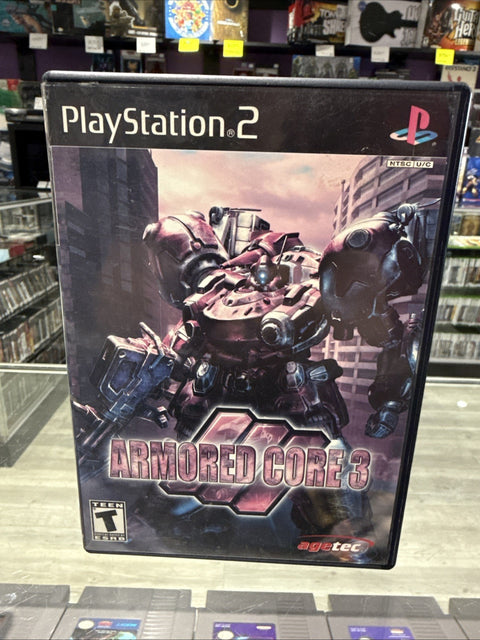 PlayStation®2
NTSC U/C
ARMORED CORE 3
TEEN
T
ESRB
agetec